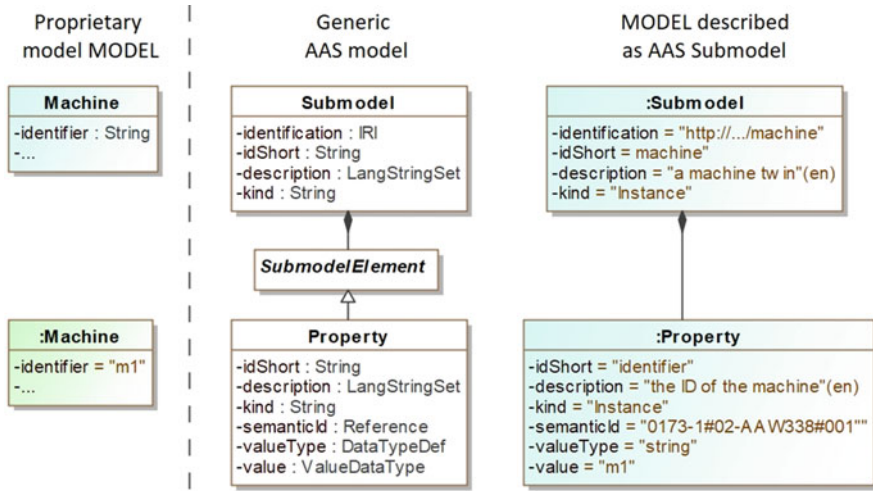 Proprietary
model MODEL
Machine
-identifier : String
-...
:Machine
-identifier = "m1"
-...
Generic
AAS model
Submodel
-identification : IRI
-idShort : String
-description : LangStringSet
-kind : String
SubmodelElement
Property
-idShort : String
-description : LangStringSet
-kind : String
-semanticId : Reference
-valueType : DataTypeDef
-value : ValueDataType
MODEL described
as AAS Submodel
:Submodel
-identification = "http://.../machine"
-idShort = machine"
-description = "a machine twin"(en)
-kind = "Instance"
:Property
-idShort = "identifier"
-description = "the ID of the machine"(en)
-kind = "Instance"
-semanticId = "0173-1#02-AAW338#001""
-valueType = "string"
-value = "m1"